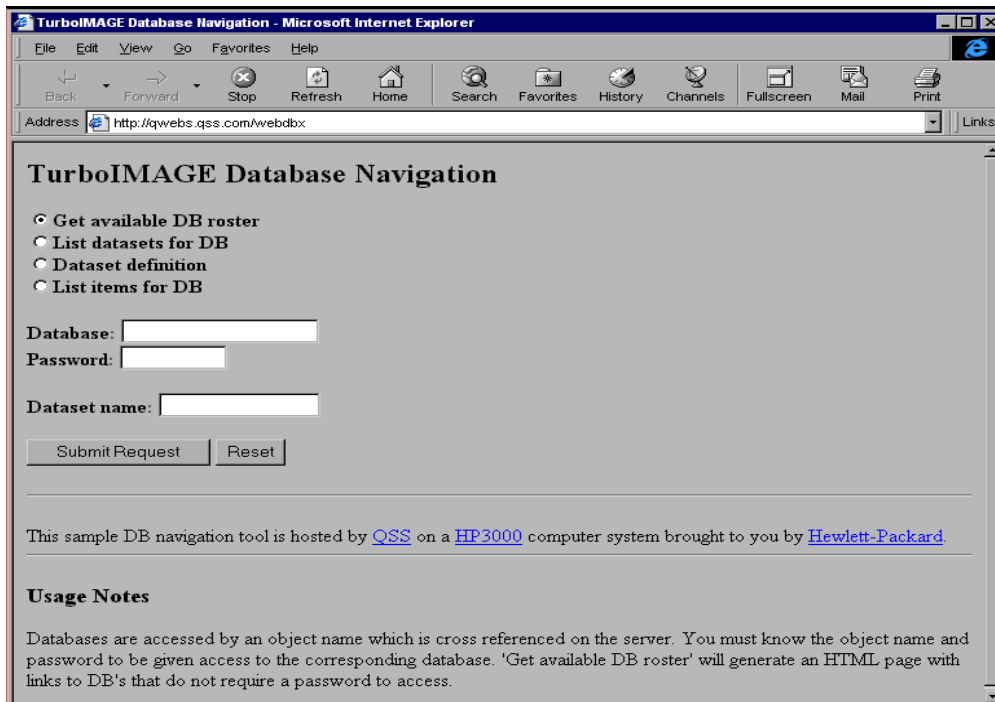 TurboIMAGE Database Navigation - Microsoft Internet Explorer
File Edit View Go Favorites Help
Back Forward Stop Refresh Home Search Favorites History Channels Fullscreen Mail Print
Address http://qwebs.qss.com/webdbx Links
TurboIMAGE Database Navigation
Get available DB roster
List datasets for DB
Dataset definition
List items for DB
Database:
Password:
Dataset name:
Submit Request Reset
This sample DB navigation tool is hosted by QSS on a HP3000 computer system brought to you by Hewlett-Packard.
Usage Notes
Databases are accessed by an object name which is cross referenced on the server. You must know the object name and
password to be given access to the corresponding database. 'Get available DB roster' will generate an HTML page with
links to DB's that do not require a password to access.